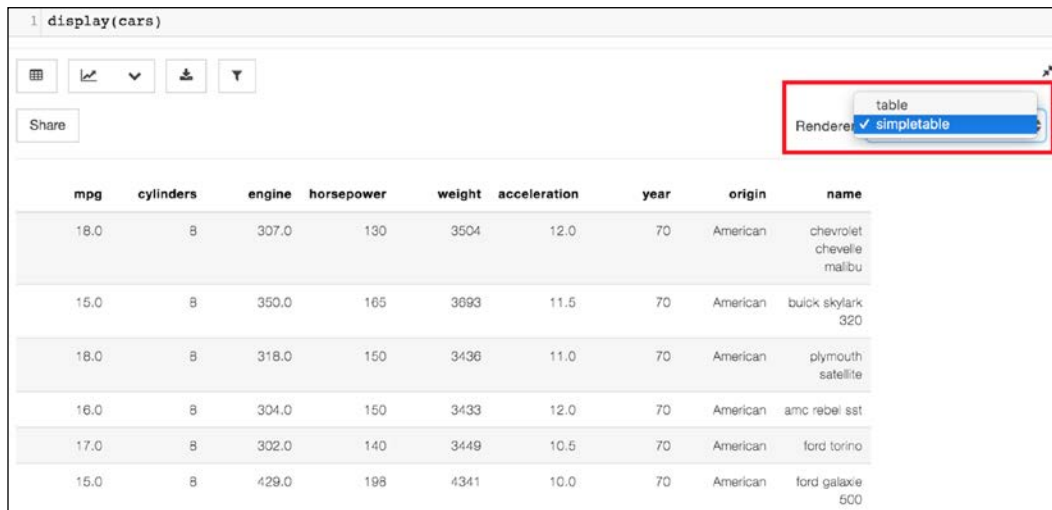 1 display(cars)
table
Share
Renderer
✓ simpletable
mpg cylinders engine horsepower weight acceleration year origin name
18.0 8 307.0 130 3504 12.0 70 American chevrolet
chevelle
malibu
15.0 8 350.0 165 3693 11.5 70 American buick skylark
320
18.0 8 318.0 150 3436 11.0 70 American plymouth
satellite
16.0 8 304.0 150 3433 12.0 70 American amc rebel sst
17.0 8 302.0 140 3449 10.5 70 American ford torino
15.0 8 429.0 198 4341 10.0 70 American ford galaxie
500